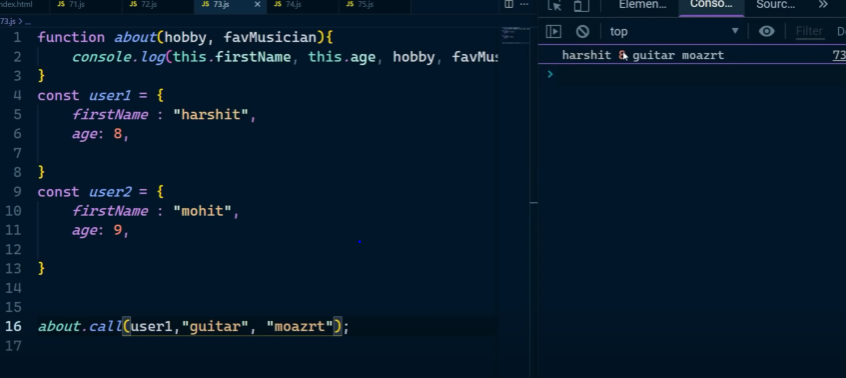 ndex.html JS 71.js JS 72.js JS 73.js × JS 74.js JS 75.js ···
73.js > ...
1 function about(hobby, favMusician){
2 console.log(this.firstName, this.age, hobby, favMus
3 }
4 const user1 = {
5 firstName : "harshit",
6 age: 8,
7
8 }
9 const user2 = {
10 firstName : "mohit",
11 age: 9,
12
13 }
14
15
16 about.call(user1,"guitar", "moazrt");
17
Elemen... Conso... Sourc... »
top ▼ Filter D
harshit 8 guitar moazrt 73
>